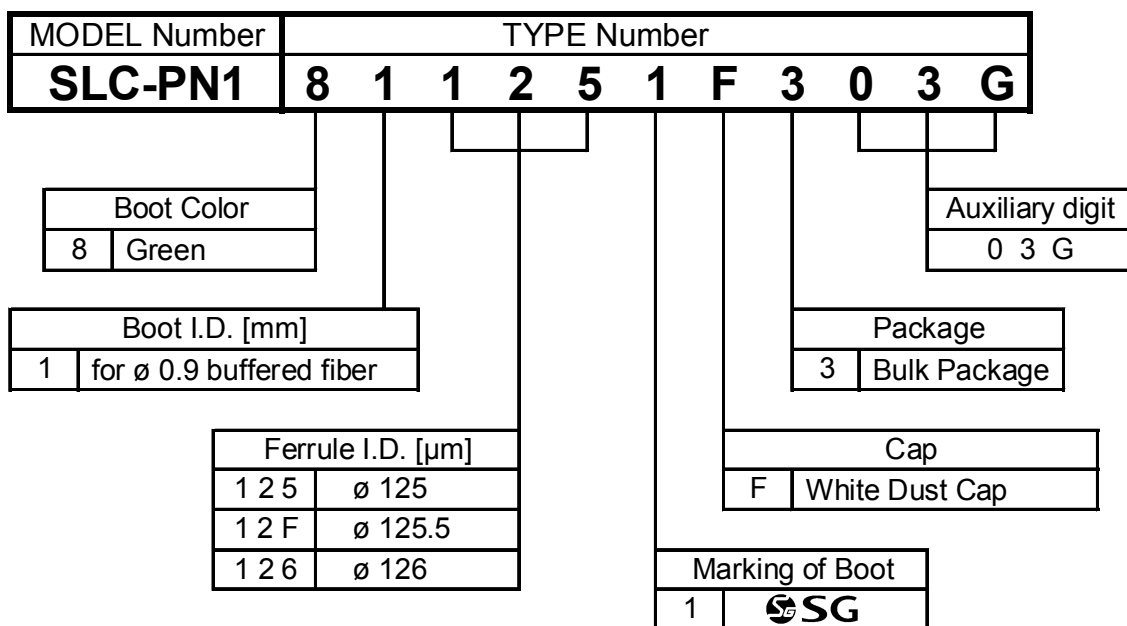 MODEL Number TYPE Number
SLC-PN1 8 1 1 2 5 1 F 3 0 3 G
Boot Color Auxiliary digit
8 Green 0 3 G
Boot I.D. [mm] Package
1 for ø 0.9 buffered fiber 3 Bulk Package
Ferrule I.D. [µm] Cap
1 2 5 ø 125 F White Dust Cap
1 2 F ø 125.5
1 2 6 ø 126 Marking of Boot
1 SG SG